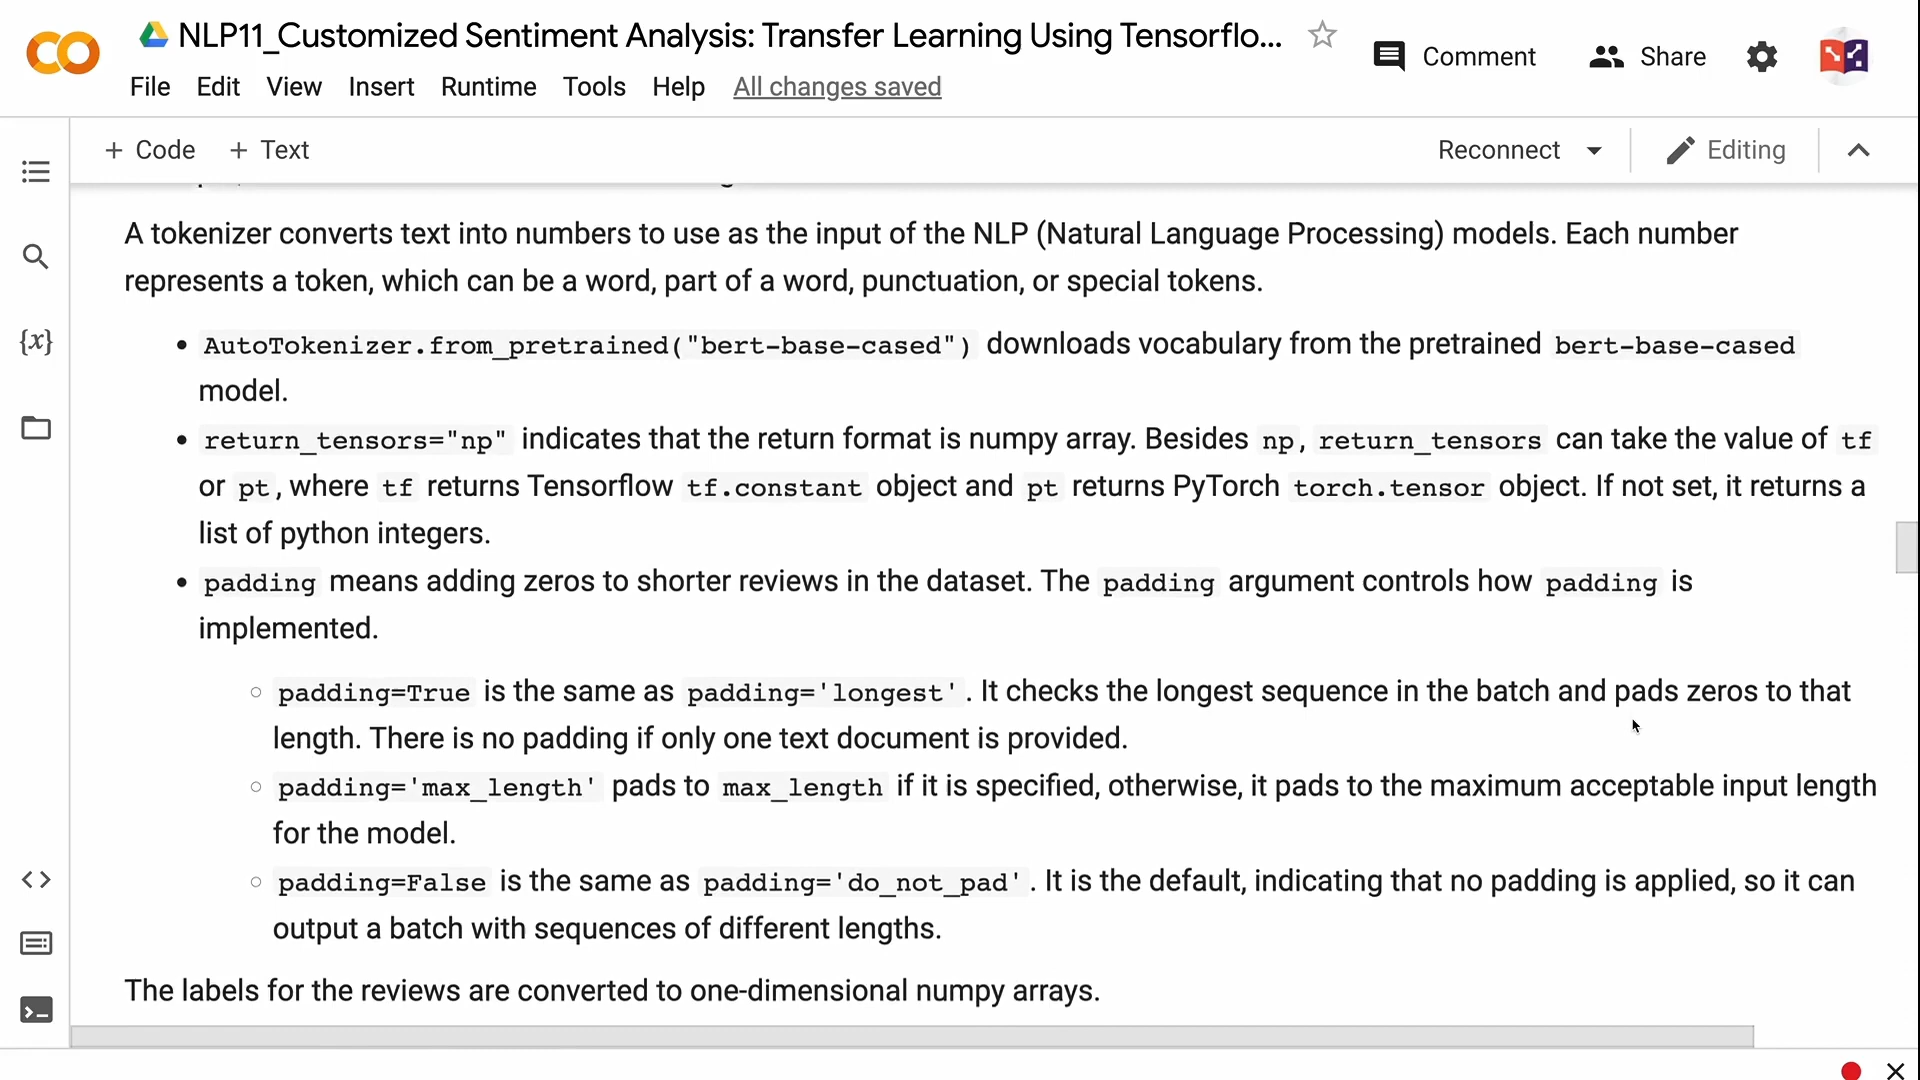 NLP11_Customized Sentiment Analysis: Transfer Learning Using Tensorflo...
Comment
Share
File Edit View Insert Runtime Tools Help All changes saved
+ Code + Text
Reconnect
Editing
A tokenizer converts text into numbers to use as the input of the NLP (Natural Language Processing) models. Each number
represents a token, which can be a word, part of a word, punctuation, or special tokens.
• AutoTokenizer.from_pretrained("bert-base-cased") downloads vocabulary from the pretrained bert-base-cased
model.
• return_tensors="np" indicates that the return format is numpy array. Besides np, return_tensors can take the value of tf
or pt, where tf returns Tensorflow tf.constant object and pt returns PyTorch torch.tensor object. If not set, it returns a
list of python integers.
• padding means adding zeros to shorter reviews in the dataset. The padding argument controls how padding is
implemented.
○ padding=True is the same as padding='longest'. It checks the longest sequence in the batch and pads zeros to that
length. There is no padding if only one text document is provided.
○ padding='max_length' pads to max_length if it is specified, otherwise, it pads to the maximum acceptable input length
for the model.
○ padding=False is the same as padding='do_not_pad'. It is the default, indicating that no padding is applied, so it can
output a batch with sequences of different lengths.
The labels for the reviews are converted to one-dimensional numpy arrays.